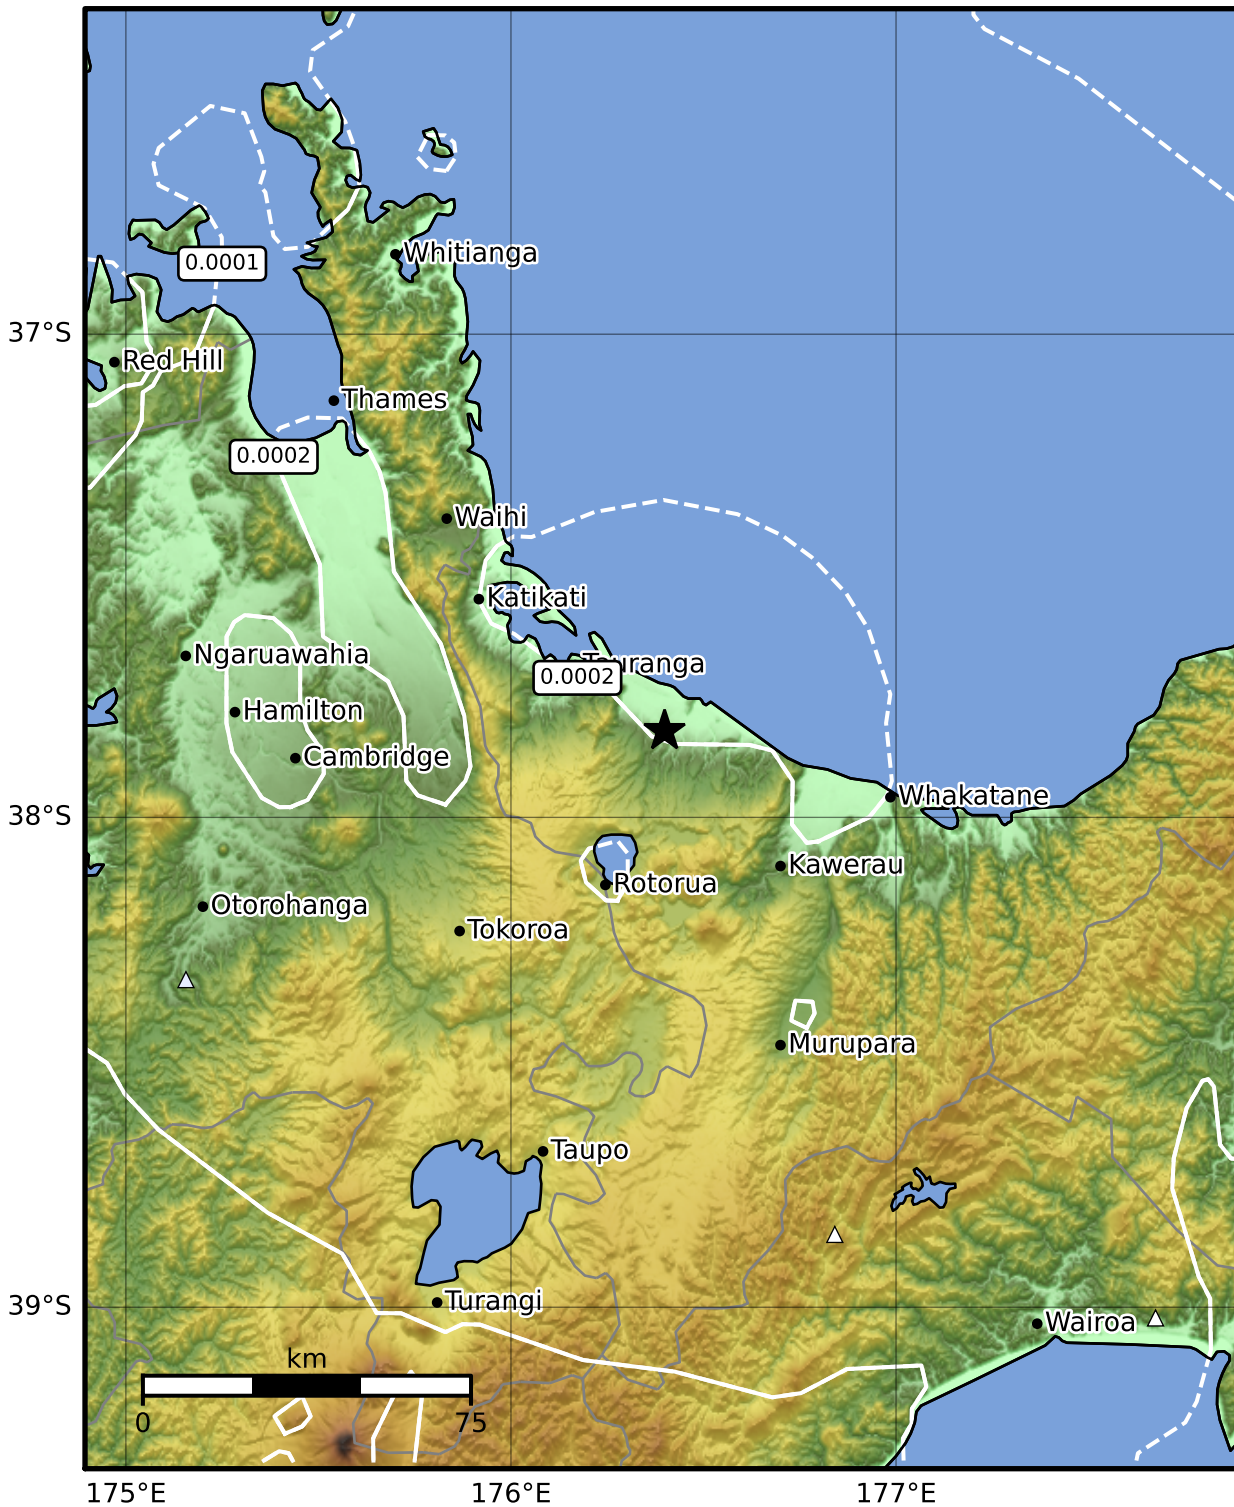 Whitianga
0.0001
37°S
Red Hill
Thames
0.0002
Waihi
Katikati
Ngaruawahia
Tauranga
0.0002
Hamilton
Cambridge
Whakatane
38°S
Kawerau
Rotorua
Otorohanga
Tokoroa
Murupara
Taupo
39°S
Turangi
Wairoa
km
0 75
175°E 176°E 177°E